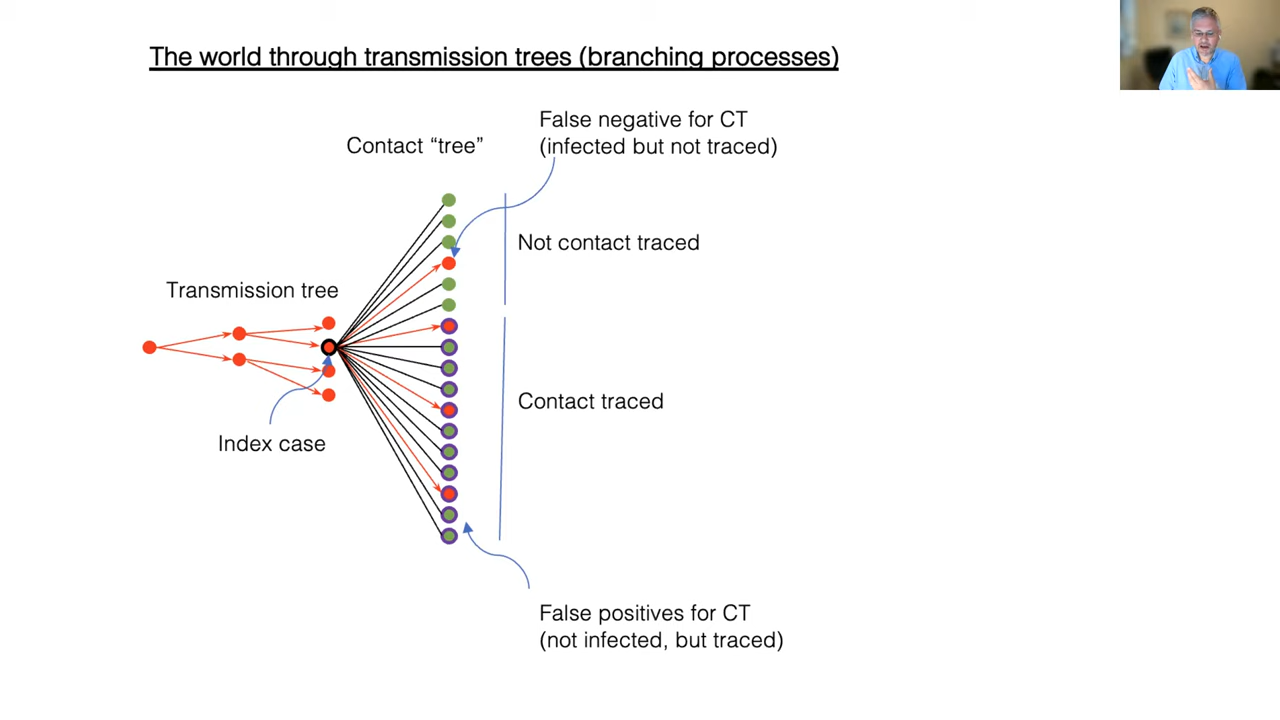 The world through transmission trees (branching processes)
False negative for CT
(infected but not traced)
Contact “tree”
Not contact traced
Transmission tree
Contact traced
Index case
False positives for CT
(not infected, but traced)